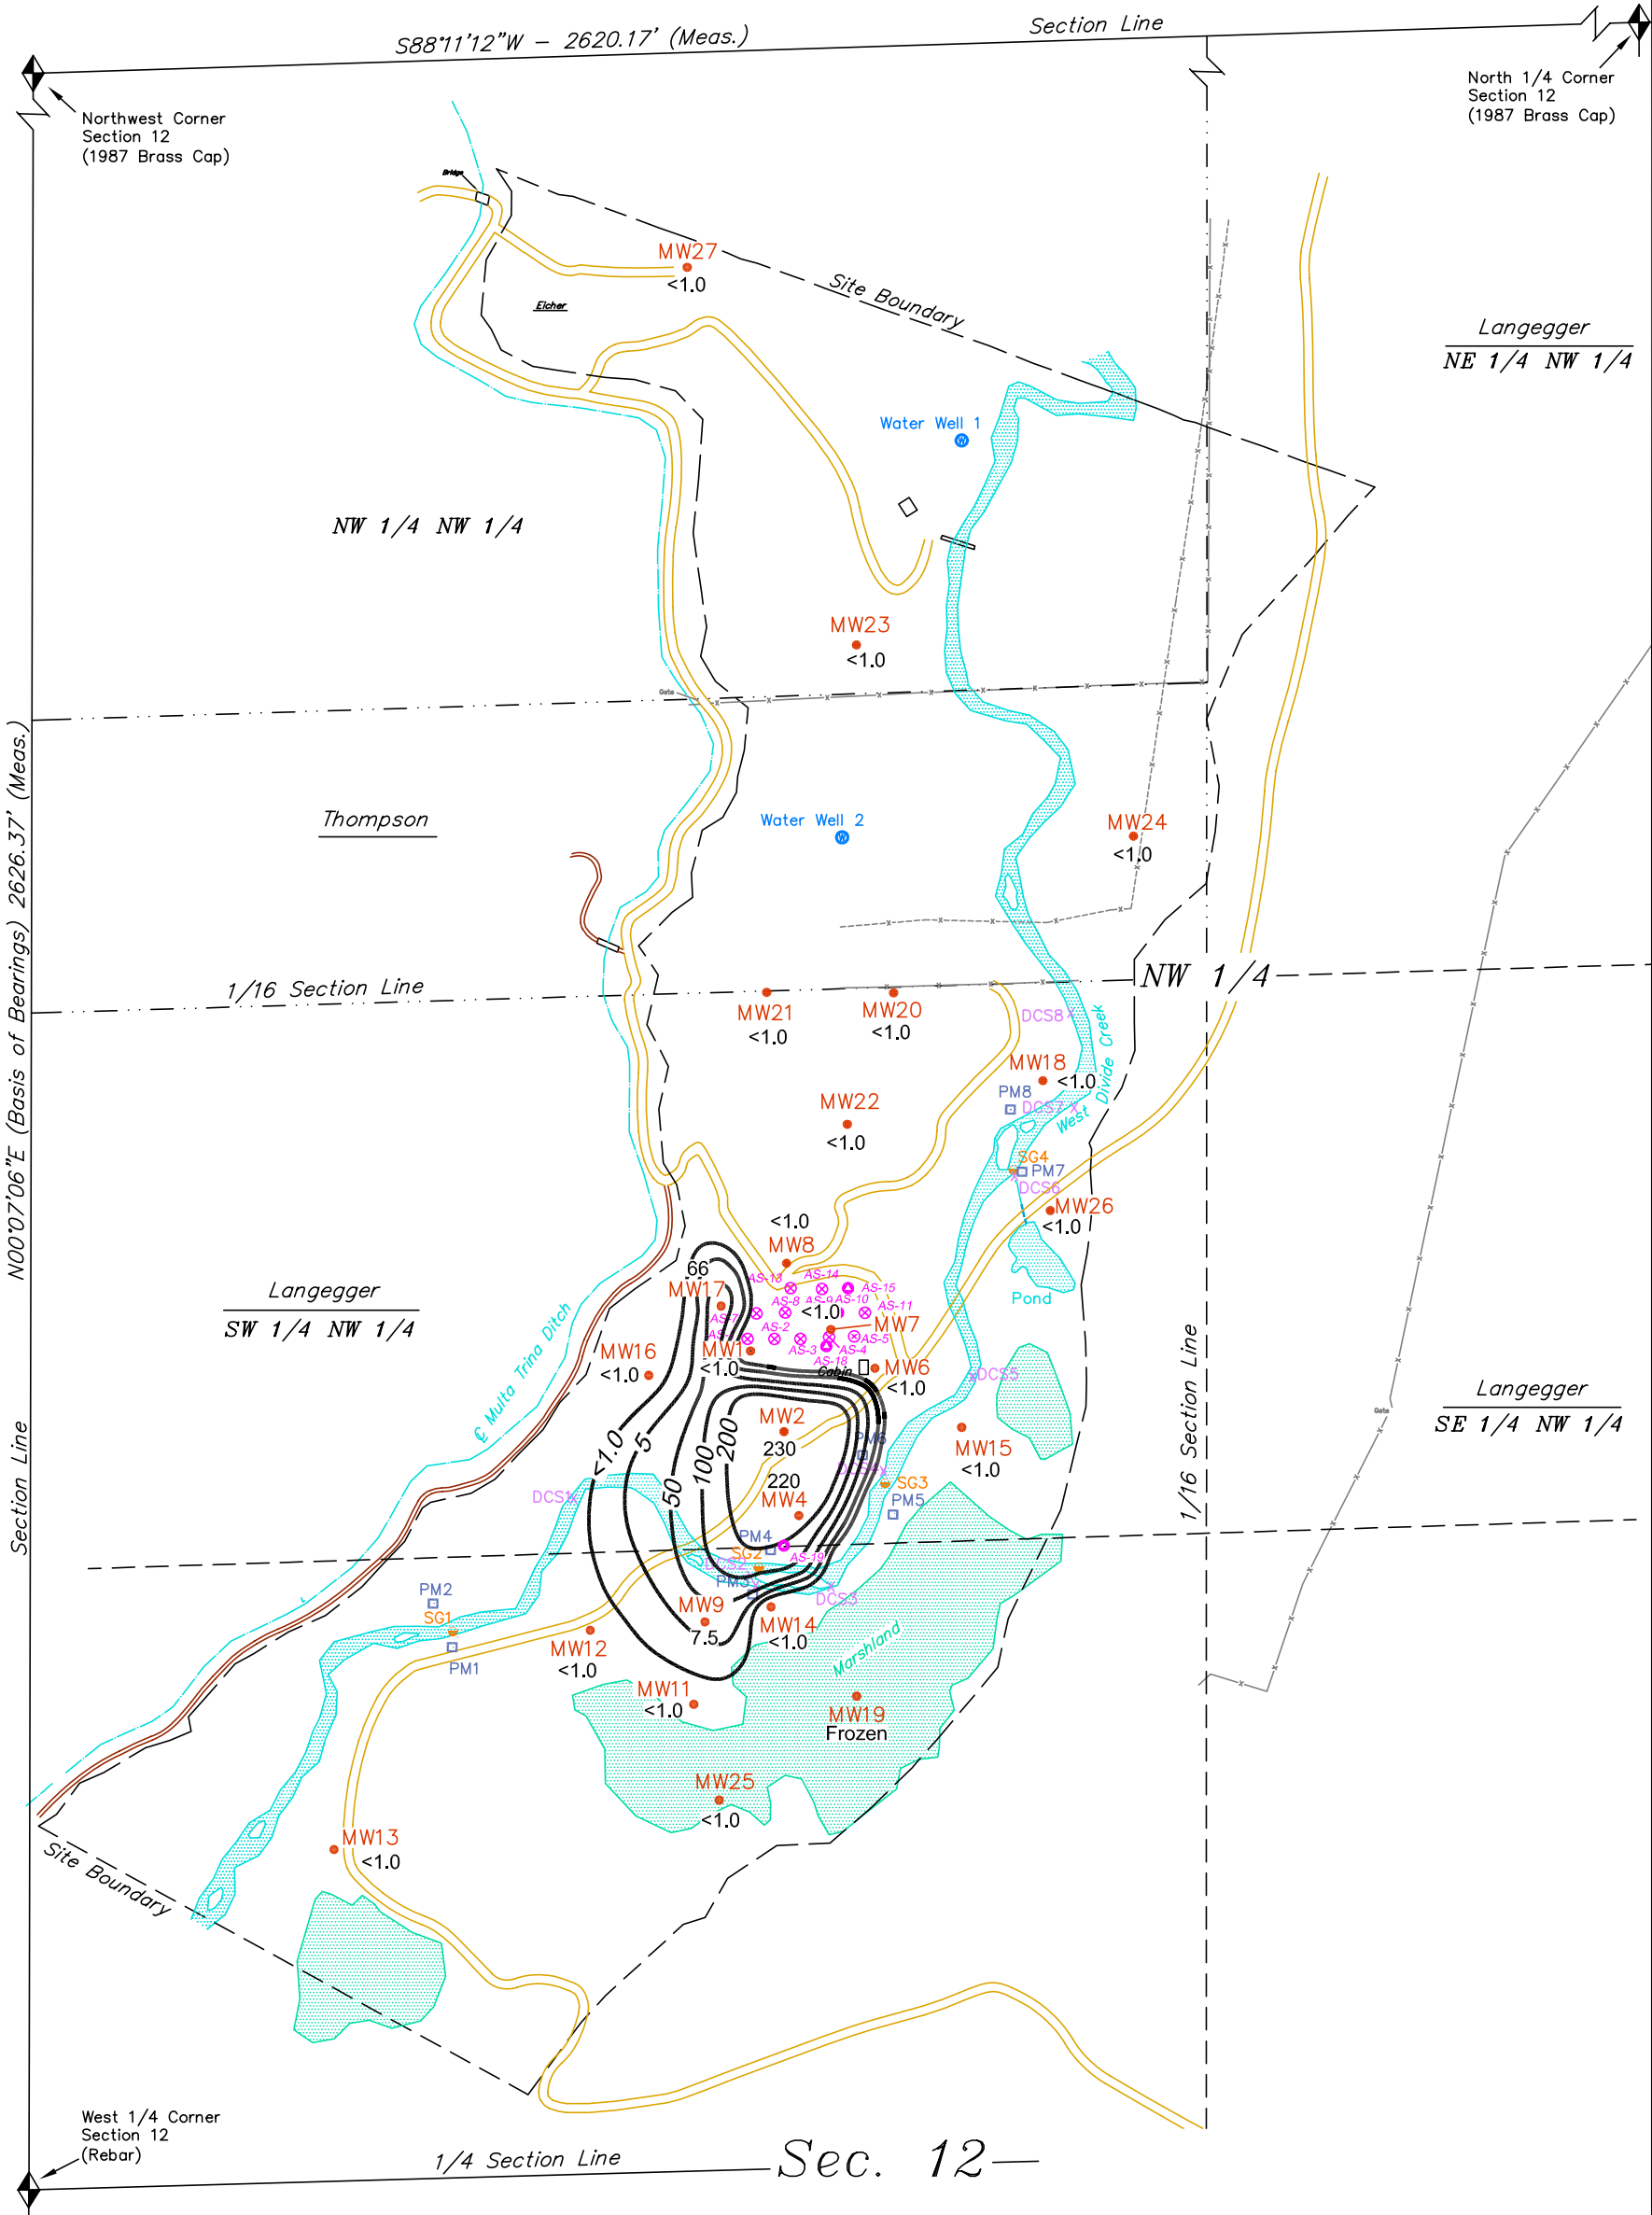 S88°11'12"W - 2620.17' (Meas.)
Section Line
Northwest Corner
Section 12
(1987 Brass Cap)
North 1/4 Corner
Section 12
(1987 Brass Cap)
Bridge
MW27
<1.0
Eicher
Site Boundary
Langegger
NE 1/4 NW 1/4
Water Well 1
W
NW 1/4 NW 1/4
MW23
<1.0
Gate
Thompson
Water Well 2
W
MW24
<1.0
N00°07'06"E (Basis of Bearings) 2626.37' (Meas.)
1/16 Section Line
NW 1/4
MW21
<1.0
MW20
<1.0
DCS8
West Divide Creek
MW18
<1.0
PM8
DCS7
MW22
<1.0
SG4
PM7
DCS6
MW26
<1.0
<1.0
MW8
66
MW17
AS-13
AS-14
AS-15
AS-7
AS-8
AS-9
AS-10
AS-11
<1.0
MW7
Pond
Langegger
SW 1/4 NW 1/4
℄ Multa Trina Ditch
AS-2
AS-3
AS-4
AS-5
AS-18
MW1
<1.0
MW16
<1.0
Cabin
MW6
<1.0
DCS5
1/16 Section Line
Langegger
SE 1/4 NW 1/4
Gate
MW2
230
220
MW4
<1.0
5
50
100
200
PM6
DCS4
MW15
<1.0
SG3
PM5
DCS1
Section Line
PM4
SG2
AS-19
DCS2
PM3
DCS3
PM2
SG1
PM1
MW9
7.5
MW14
<1.0
MW12
<1.0
Marshland
MW11
<1.0
MW19
Frozen
MW25
<1.0
MW13
<1.0
Site Boundary
West 1/4 Corner
Section 12
(Rebar)
1/4 Section Line
Sec. 12